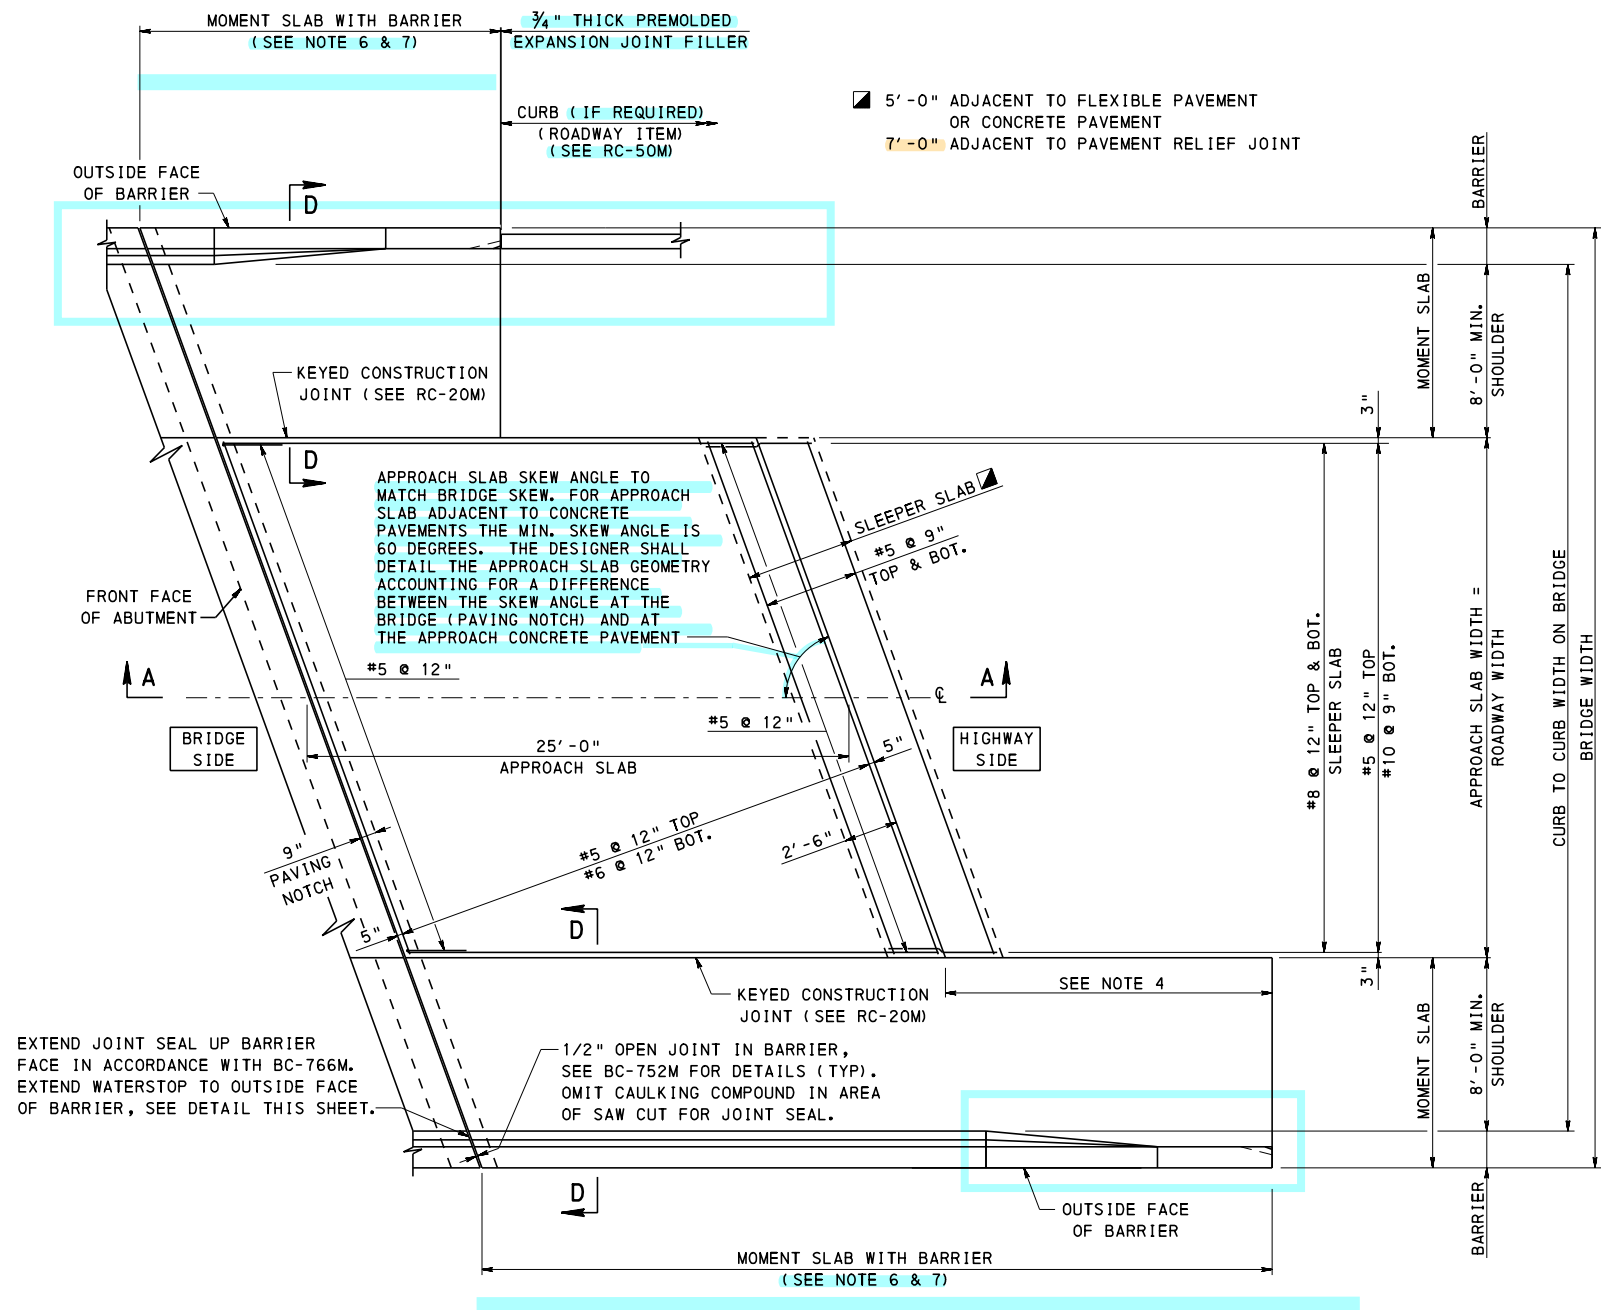 MOMENT SLAB WITH BARRIER
(SEE NOTE 6 & 7)
¾" THICK PREMOLDED
EXPANSION JOINT FILLER
CURB (IF REQUIRED)
(ROADWAY ITEM)
(SEE RC-50M)
5'-0" ADJACENT TO FLEXIBLE PAVEMENT
OR CONCRETE PAVEMENT
7'-0" ADJACENT TO PAVEMENT RELIEF JOINT
OUTSIDE FACE
OF BARRIER
D
BARRIER
MOMENT SLAB
8'-0" MIN.
SHOULDER
3"
KEYED CONSTRUCTION
JOINT (SEE RC-20M)
D
APPROACH SLAB SKEW ANGLE TO
MATCH BRIDGE SKEW. FOR APPROACH
SLAB ADJACENT TO CONCRETE
PAVEMENTS THE MIN. SKEW ANGLE IS
60 DEGREES. THE DESIGNER SHALL
DETAIL THE APPROACH SLAB GEOMETRY
ACCOUNTING FOR A DIFFERENCE
BETWEEN THE SKEW ANGLE AT THE
BRIDGE (PAVING NOTCH) AND AT
THE APPROACH CONCRETE PAVEMENT
SLEEPER SLAB
#5 @ 9"
TOP & BOT.
FRONT FACE
OF ABUTMENT
#5 @ 12"
A
A
℄
#5 @ 12"
BRIDGE
SIDE
25'-0"
APPROACH SLAB
5"
HIGHWAY
SIDE
#8 @ 12" TOP & BOT.
SLEEPER SLAB
#5 @ 12" TOP
#10 @ 9" BOT.
APPROACH SLAB WIDTH =
ROADWAY WIDTH
CURB TO CURB WIDTH ON BRIDGE
BRIDGE WIDTH
9"
PAVING
NOTCH
#5 @ 12" TOP
#6 @ 12" BOT.
2'-6"
5"
D
SEE NOTE 4
3"
KEYED CONSTRUCTION
JOINT (SEE RC-20M)
MOMENT SLAB
8'-0" MIN.
SHOULDER
EXTEND JOINT SEAL UP BARRIER
FACE IN ACCORDANCE WITH BC-766M.
EXTEND WATERSTOP TO OUTSIDE FACE
OF BARRIER, SEE DETAIL THIS SHEET.
1/2" OPEN JOINT IN BARRIER,
SEE BC-752M FOR DETAILS (TYP).
OMIT CAULKING COMPOUND IN AREA
OF SAW CUT FOR JOINT SEAL.
D
OUTSIDE FACE
OF BARRIER
BARRIER
MOMENT SLAB WITH BARRIER
(SEE NOTE 6 & 7)